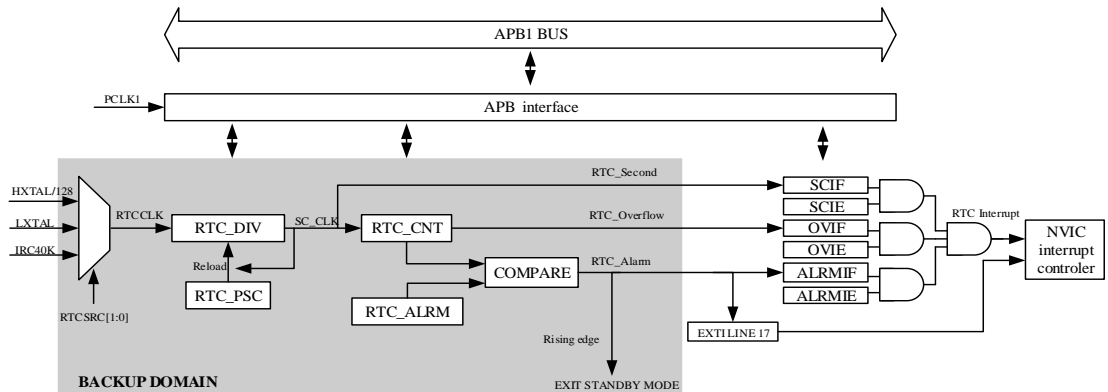 APB1 BUS
PCLK1
APB interface
HXTAL/128
LXTAL
IRC40K
RTCCLK
RTCSRC[1:0]
RTC_DIV
SC_CLK
Reload
RTC_PSC
RTC_CNT
RTC_ALRM
COMPARE
RTC_Second
RTC_Overflow
RTC_Alarm
Rising edge
EXIT STANDBY MODE
BACKUP DOMAIN
SCIF
SCIE
OVIF
OVIE
ALRMIF
ALRMIE
EXTI LINE 17
RTC Interrupt
NVIC
interrupt
controler